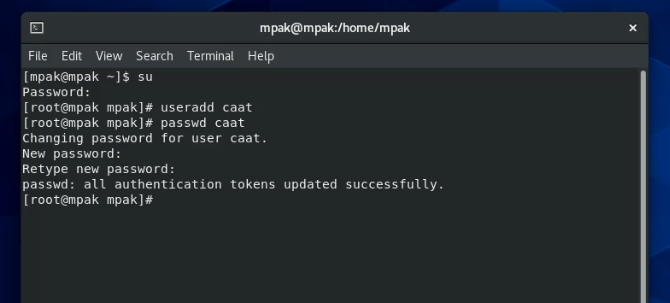 mpak@mpak:/home/mpak
File Edit View Search Terminal Help
[mpak@mpak ~]$ su
Password:
[root@mpak mpak]# useradd caat
[root@mpak mpak]# passwd caat
Changing password for user caat.
New password:
Retype new password:
passwd: all authentication tokens updated successfully.
[root@mpak mpak]#